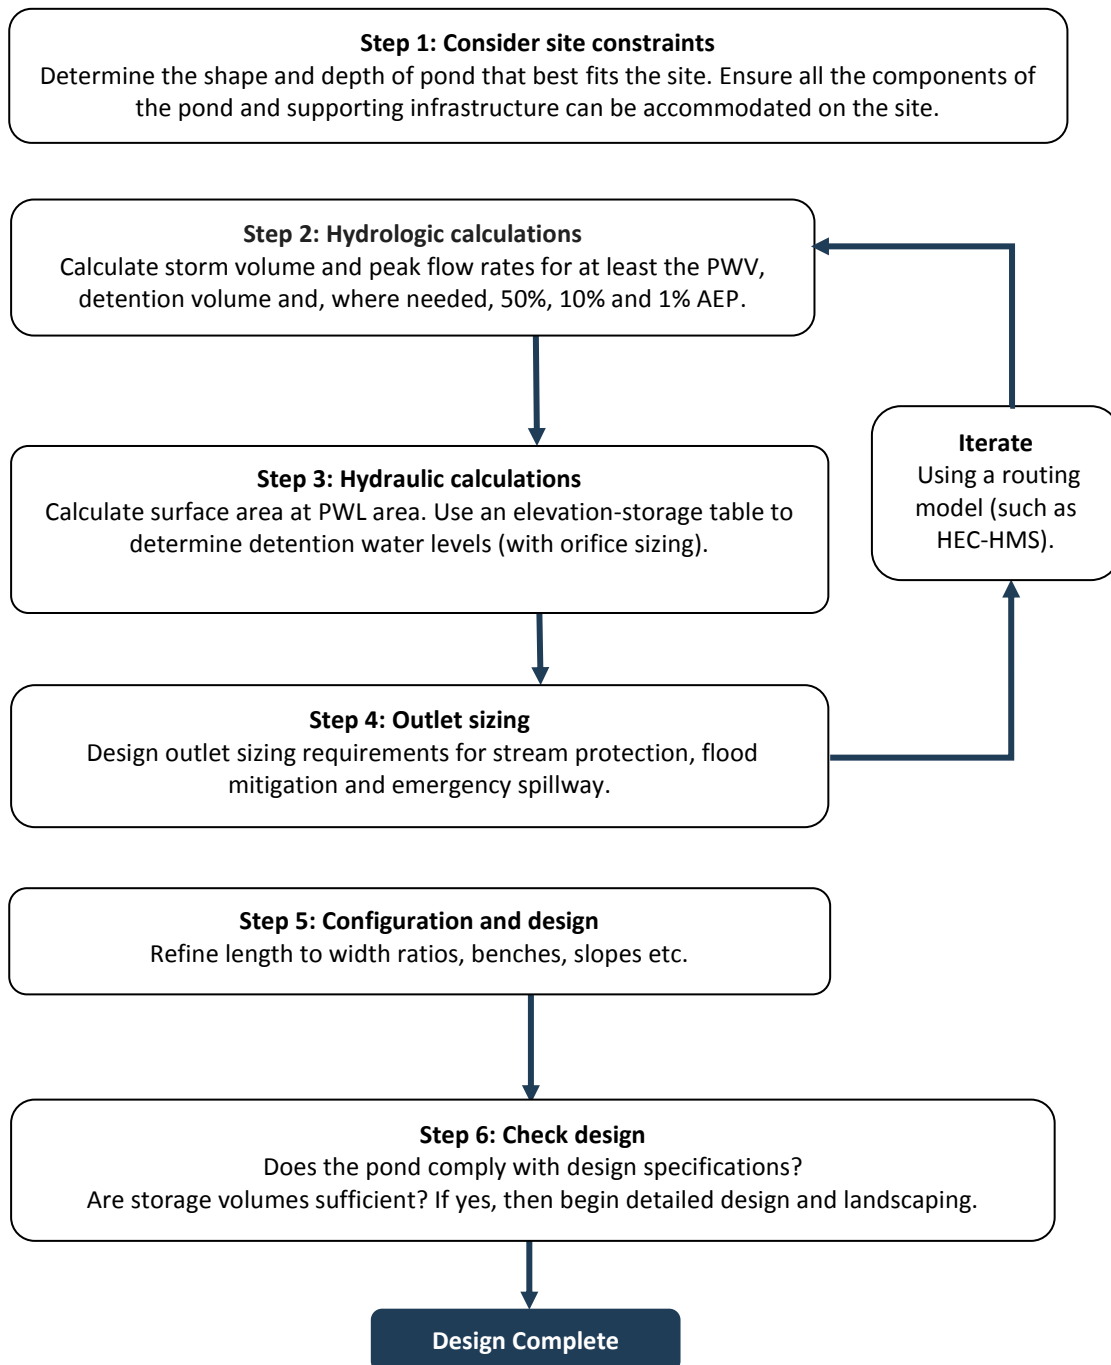 Step 1: Consider site constraints
Determine the shape and depth of pond that best fits the site. Ensure all the components of
the pond and supporting infrastructure can be accommodated on the site.
Step 2: Hydrologic calculations
Calculate storm volume and peak flow rates for at least the PWV,
detention volume and, where needed, 50%, 10% and 1% AEP.
Iterate
Using a routing
model (such as
HEC-HMS).
Step 3: Hydraulic calculations
Calculate surface area at PWL area. Use an elevation-storage table to
determine detention water levels (with orifice sizing).
Step 4: Outlet sizing
Design outlet sizing requirements for stream protection, flood
mitigation and emergency spillway.
Step 5: Configuration and design
Refine length to width ratios, benches, slopes etc.
Step 6: Check design
Does the pond comply with design specifications?
Are storage volumes sufficient? If yes, then begin detailed design and landscaping.
Design Complete